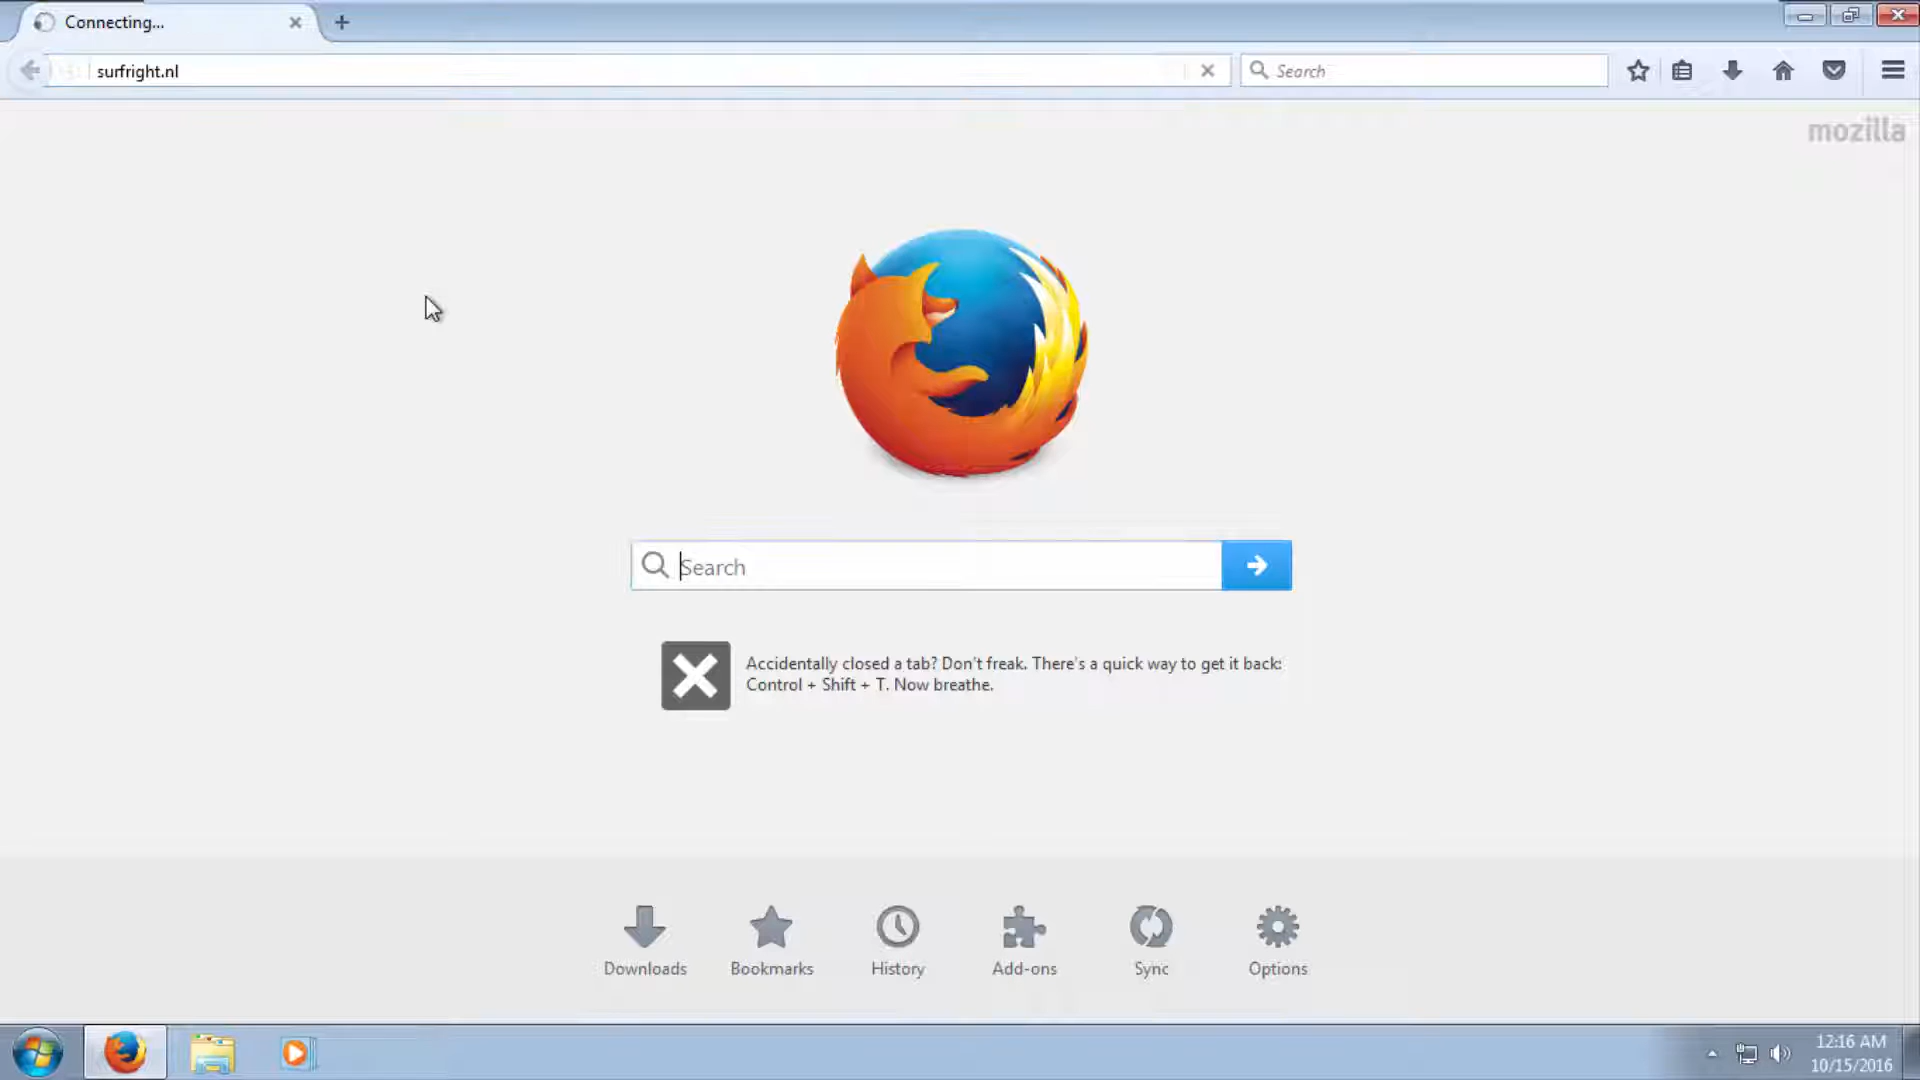 Connecting...
surfright.nl
Search
mozilla
Search
Accidentally closed a tab? Don't freak. There's a quick way to get it back:
Control + Shift + T. Now breathe.
Downloads
Bookmarks
History
Add-ons
Sync
Options
12:16 AM
10/15/2016